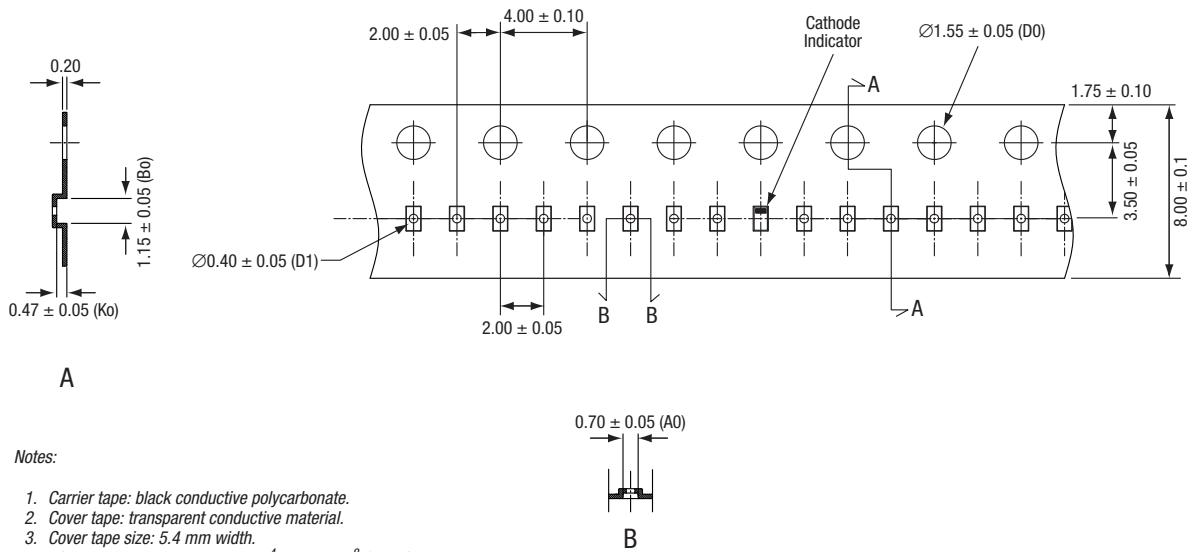 4.00 ± 0.10
2.00 ± 0.05
Cathode
Indicator
∅1.55 ± 0.05 (D0)
0.20
A
1.75 ± 0.10
1.15 ± 0.05 (Bo)
3.50 ± 0.05
8.00 ± 0.1
∅0.40 ± 0.05 (D1)
0.47 ± 0.05 (Ko)
B B
A
2.00 ± 0.05
A
0.70 ± 0.05 (A0)
B
Notes:
1. Carrier tape: black conductive polycarbonate.
2. Cover tape: transparent conductive material.
3. Cover tape size: 5.4 mm width.